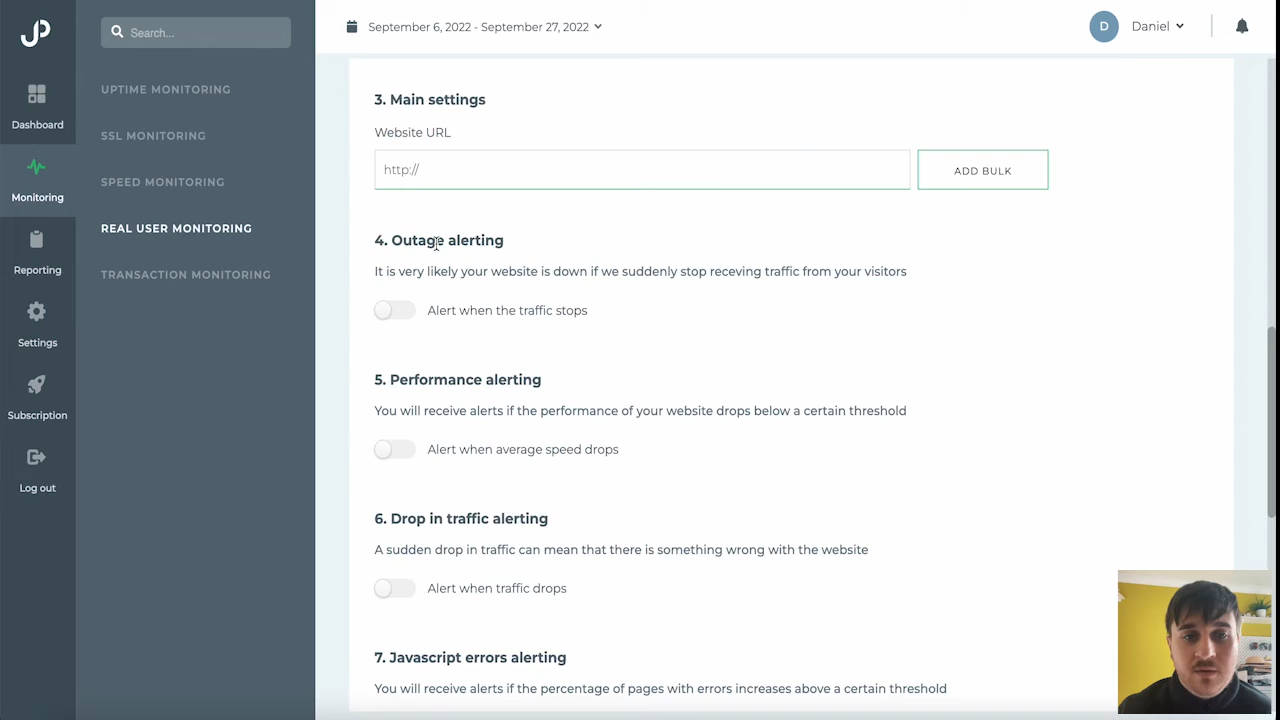 Search...
September 6, 2022 - September 27, 2022
D
Daniel
Dashboard
Monitoring
Reporting
Settings
Subscription
Log out
UPTIME MONITORING
SSL MONITORING
SPEED MONITORING
REAL USER MONITORING
TRANSACTION MONITORING
3. Main settings
Website URL
http://
ADD BULK
4. Outage alerting
It is very likely your website is down if we suddenly stop receving traffic from your visitors
Alert when the traffic stops
5. Performance alerting
You will receive alerts if the performance of your website drops below a certain threshold
Alert when average speed drops
6. Drop in traffic alerting
A sudden drop in traffic can mean that there is something wrong with the website
Alert when traffic drops
7. Javascript errors alerting
You will receive alerts if the percentage of pages with errors increases above a certain threshold